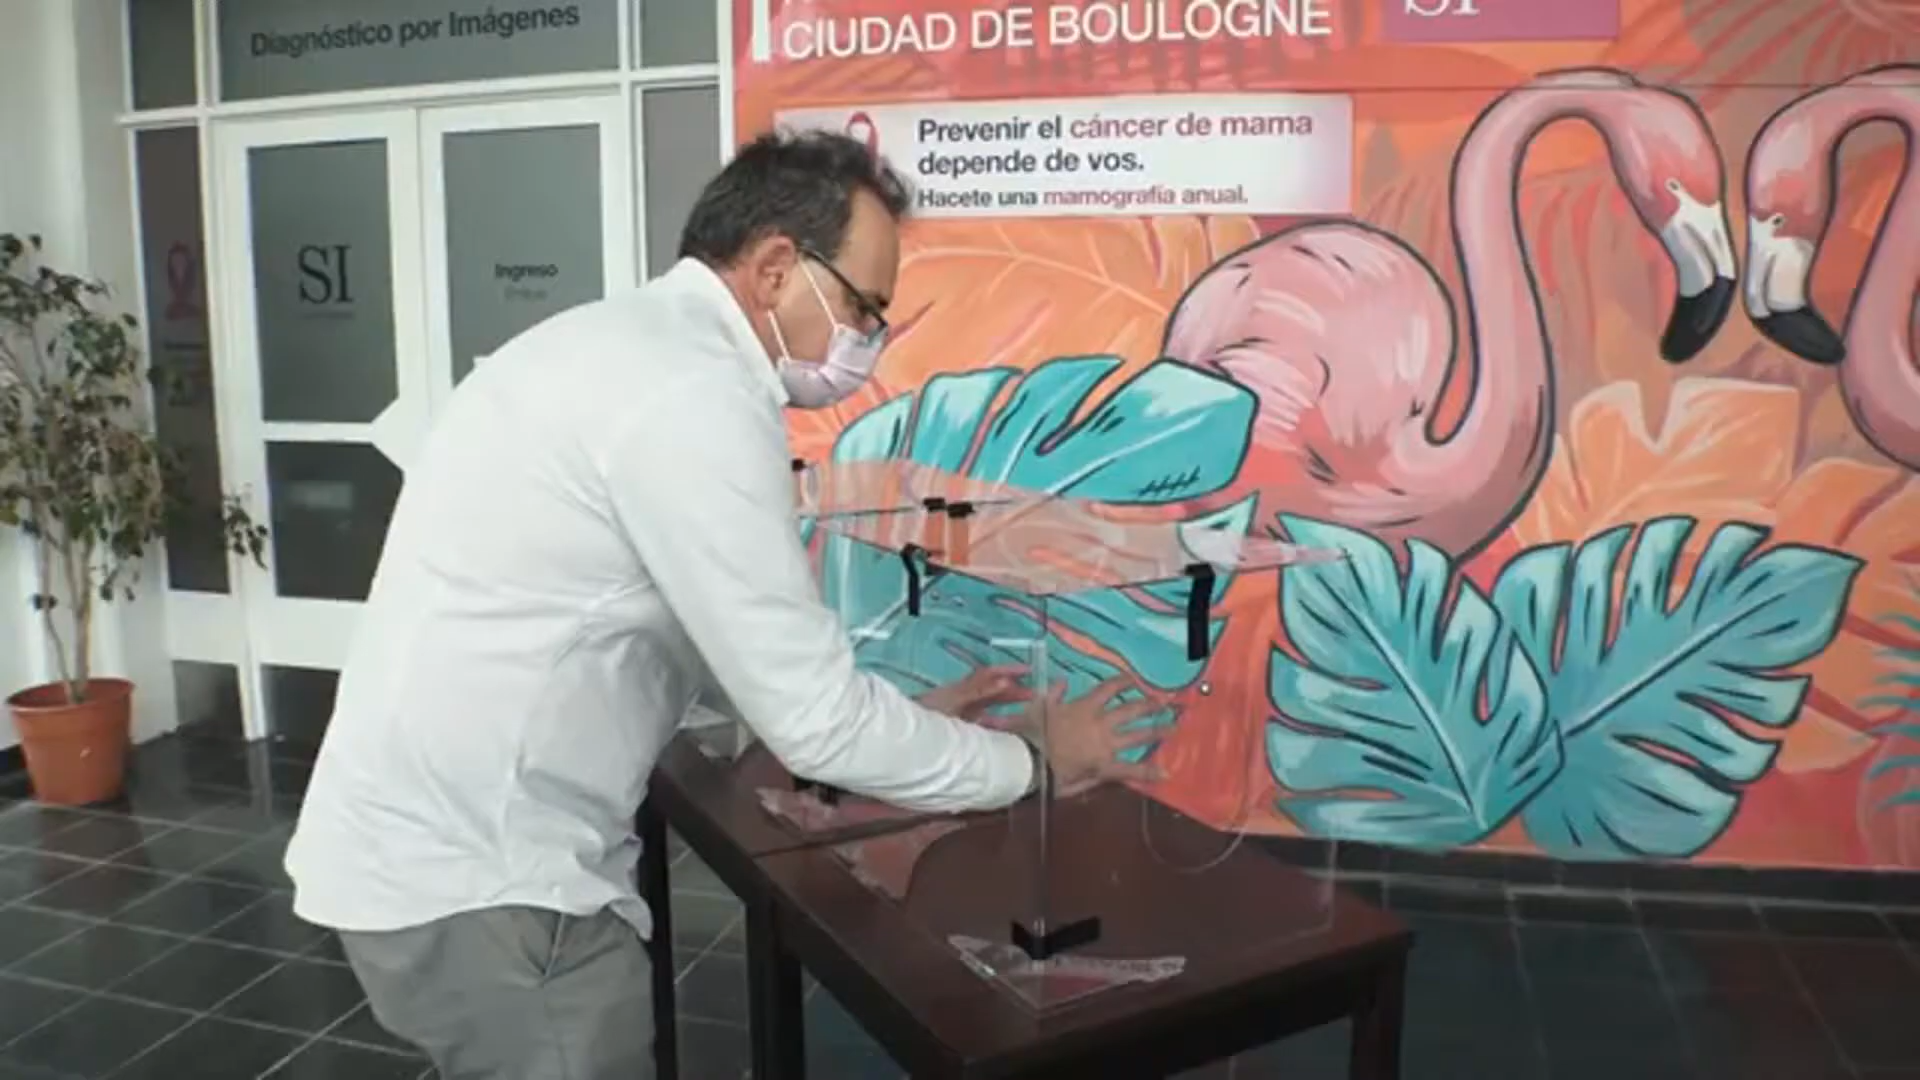 Diagnóstico por Imágenes
CIUDAD DE BOULOGNE
SI
Prevenir el cáncer de mama
depende de vos.
Hacete una mamografía anual.
SI
Ingreso